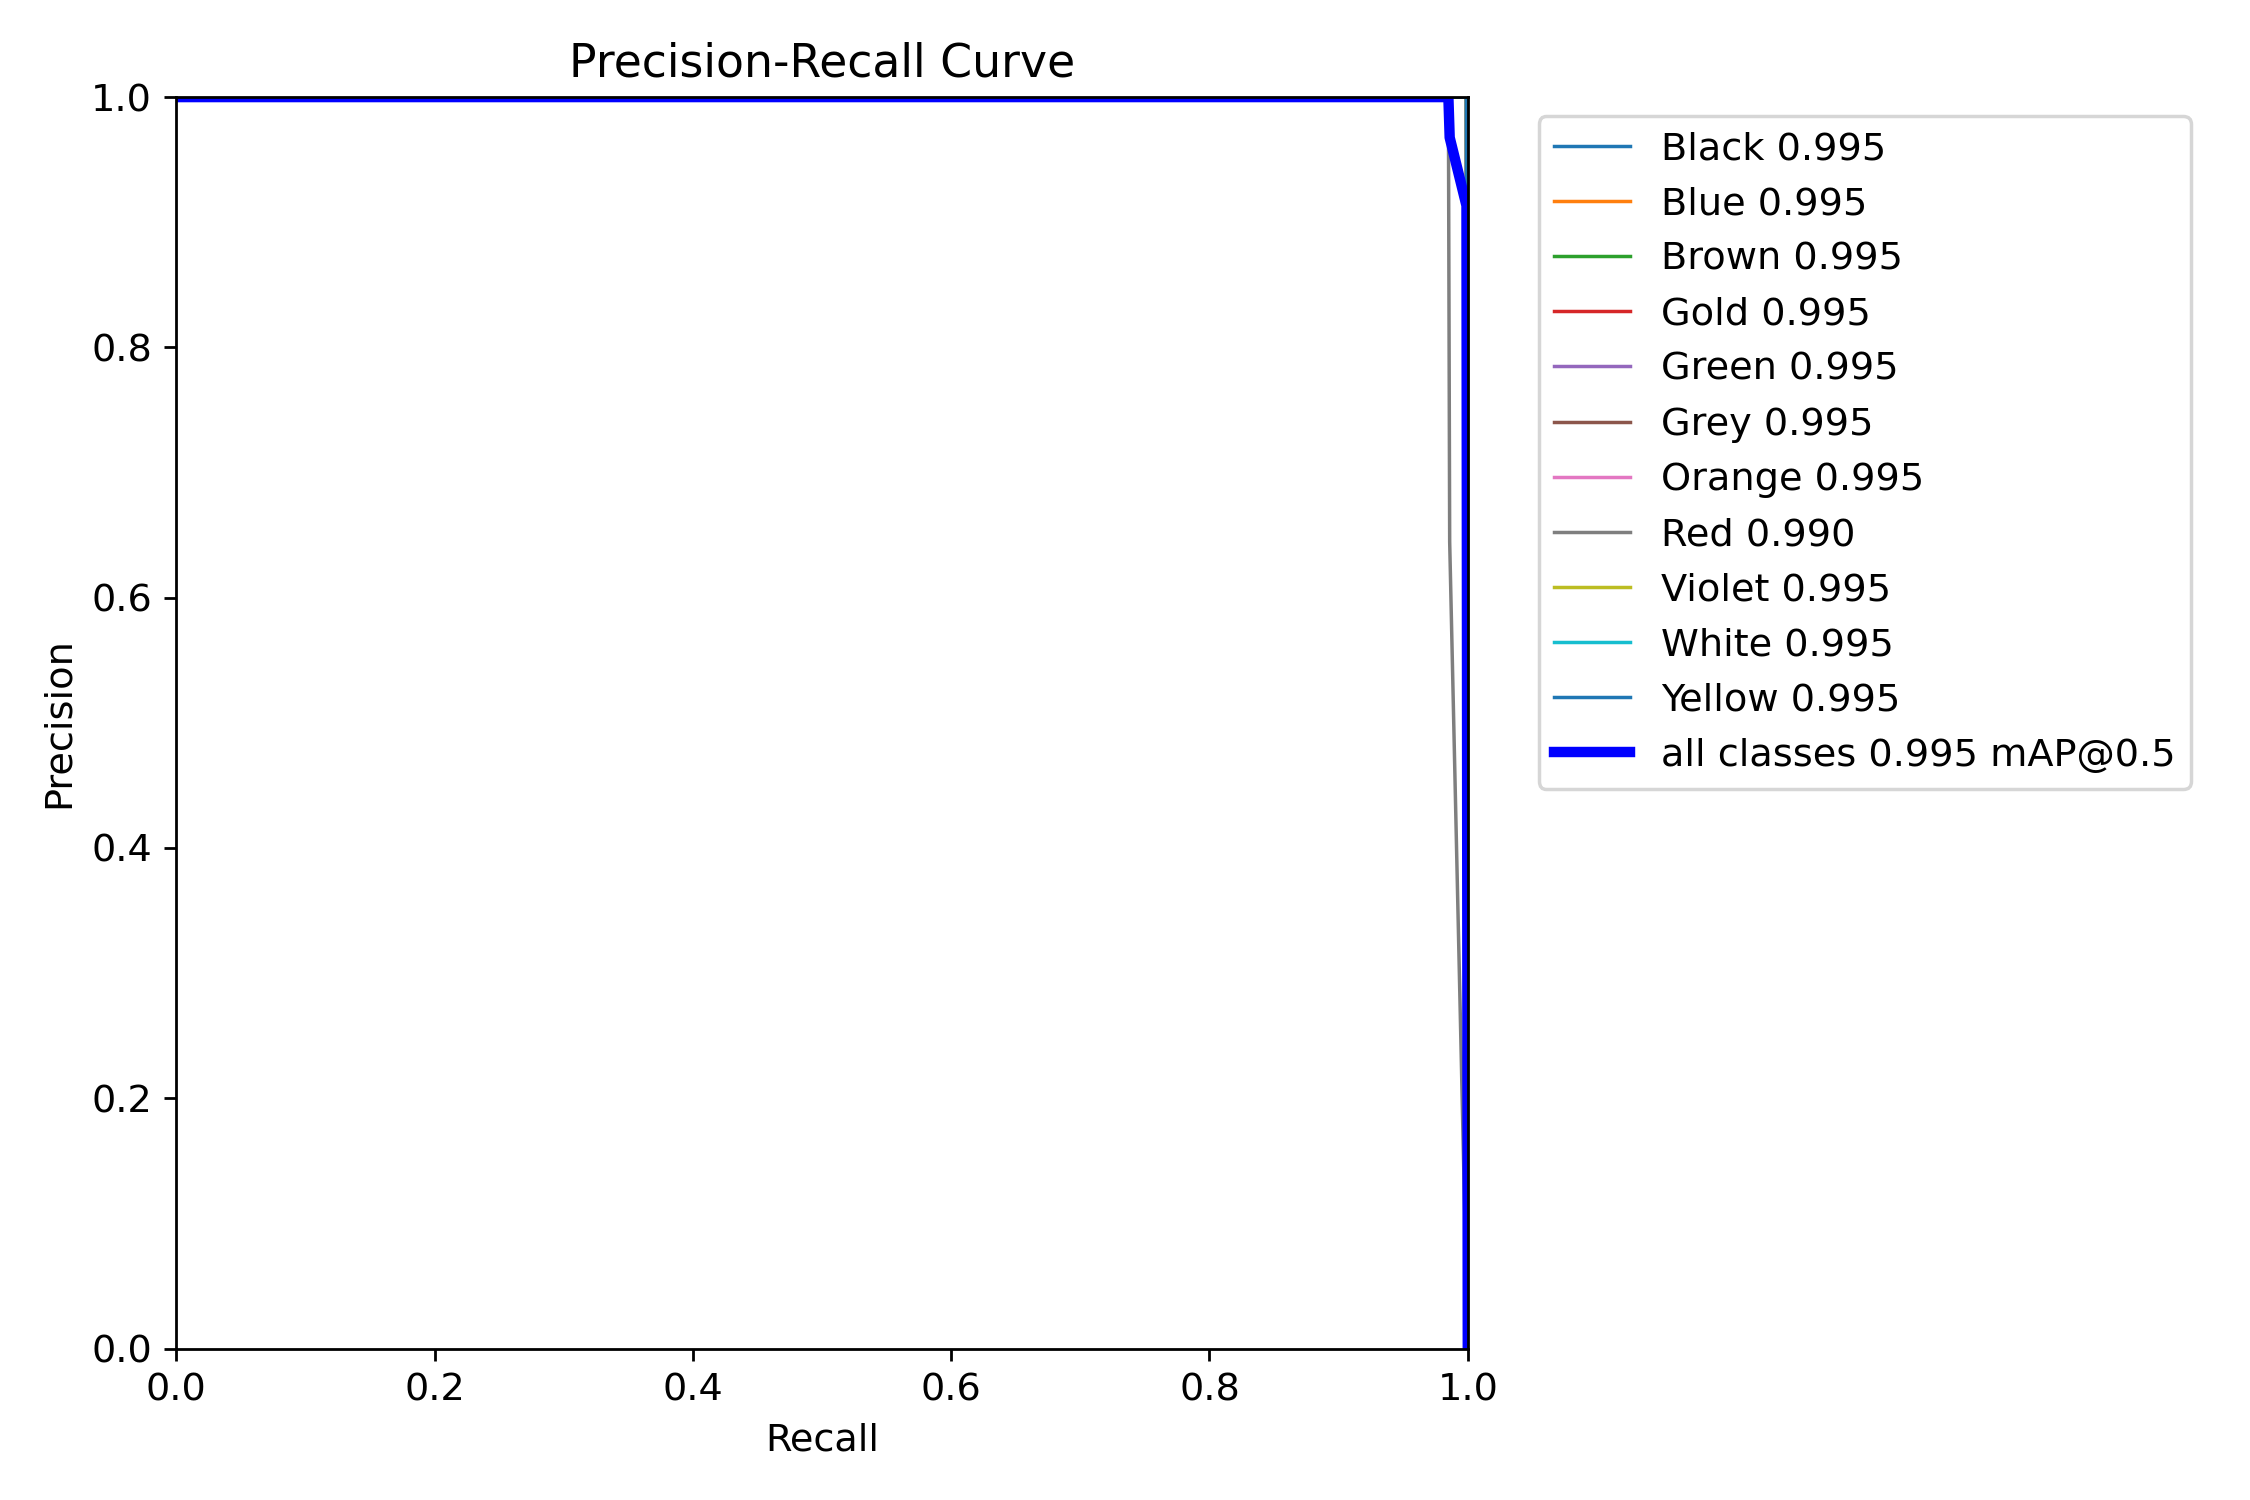 Precision-Recall Curve
1.0
0.8
0.6
0.4
0.2
0.0
Precision
0.0 0.2 0.4 0.6 0.8 1.0
Recall
Black 0.995
Blue 0.995
Brown 0.995
Gold 0.995
Green 0.995
Grey 0.995
Orange 0.995
Red 0.990
Violet 0.995
White 0.995
Yellow 0.995
all classes 0.995 mAP@0.5